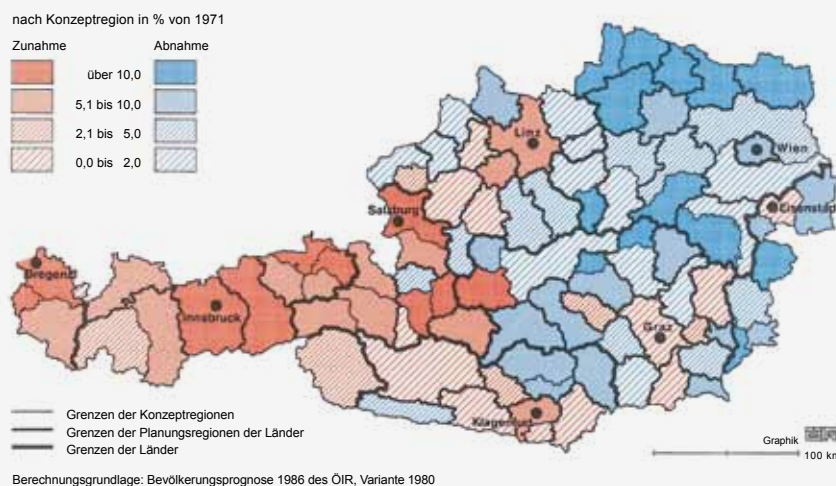 nach Konzeptregion in % von 1971
Zunahme Abnahme
über 10,0
5,1 bis 10,0
2,1 bis 5,0
0,0 bis 2,0
Linz
Wien
Eisenstadt
Salzburg
Bregenz
Innsbruck
Graz
Klagenfurt
Grenzen der Konzeptregionen
Grenzen der Planungsregionen der Länder
Grenzen der Länder
Graphik
100 km
Berechnungsgrundlage: Bevölkerungsprognose 1986 des ÖIR, Variante 1980